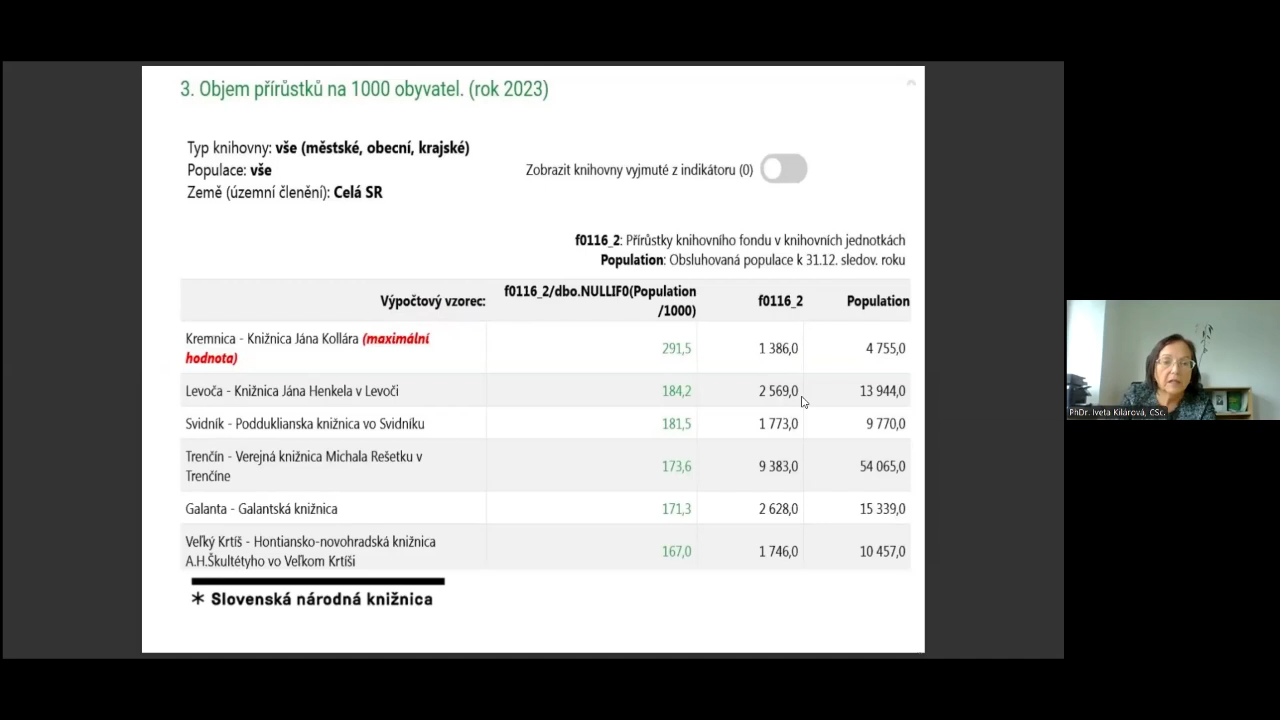 3. Objem přírůstků na 1000 obyvatel. (rok 2023)
Typ knihovny: vše (městské, obecní, krajské)
Populace: vše
Země (územní členění): Celá SR
Zobrazit knihovny vyjmuté z indikátoru (0)
f0116_2: Přírůstky knihovního fondu v knihovních jednotkách
Population: Obsluhovaná populace k 31.12. sledov. roku
Výpočtový vzorec: f0116_2/dbo.NULLIF0(Population /1000) f0116_2 Population
Kremnica - Knižnica Jána Kollára (maximální hodnota) 291,5 1 386,0 4 755,0
Levoča - Knižnica Jána Henkela v Levoči 184,2 2 569,0 13 944,0
Svidník - Podduklianska knižnica vo Svidníku 181,5 1 773,0 9 770,0
Trenčín - Verejná knižnica Michala Rešetku v Trenčíne 173,6 9 383,0 54 065,0
Galanta - Galantská knižnica 171,3 2 628,0 15 339,0
Veľký Krtíš - Hontiansko-novohradská knižnica A.H.Škultétyho vo Veľkom Krtíši 167,0 1 746,0 10 457,0
* Slovenská národná knižnica
PhDr. Iveta Kilárová, CSc.